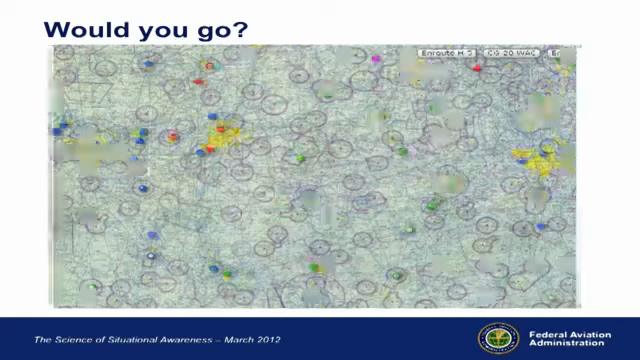 Would you go?
Enroute H 5
CG 20 WAC
The Science of Situational Awareness – March 2012
Federal Aviation
Administration